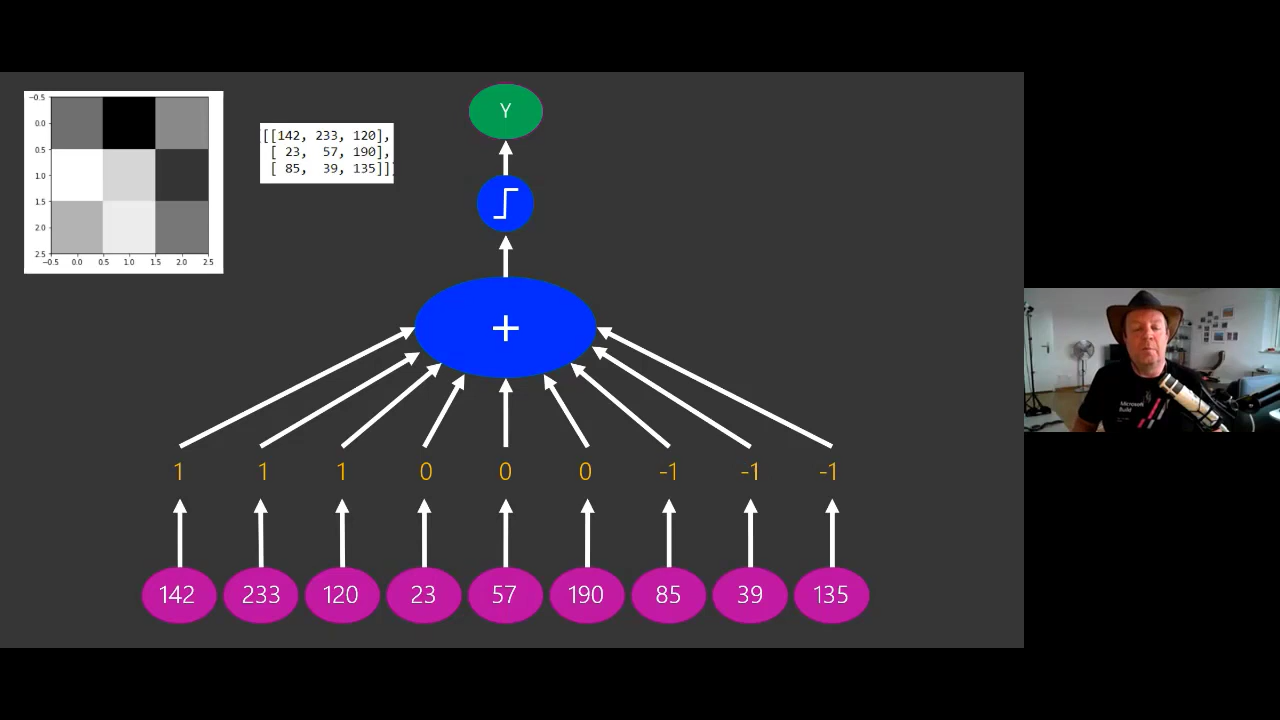 −0.5
0.0
0.5
1.0
1.5
2.0
2.5
−0.5 0.0 0.5 1.0 1.5 2.0 2.5
[[142, 233, 120],
[ 23, 57, 190],
[ 85, 39, 135]]
Y
+
1 1 1 0 0 0 -1 -1 -1
142 233 120 23 57 190 85 39 135
Microsoft
Build